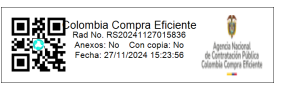 Colombia Compra Eficiente
Rad No. RS20241127015836
Anexos: No Con copia: No
Fecha: 27/11/2024 15:23:56
Agencia Nacional
de Contratación Pública
Colombia Compra Eficiente